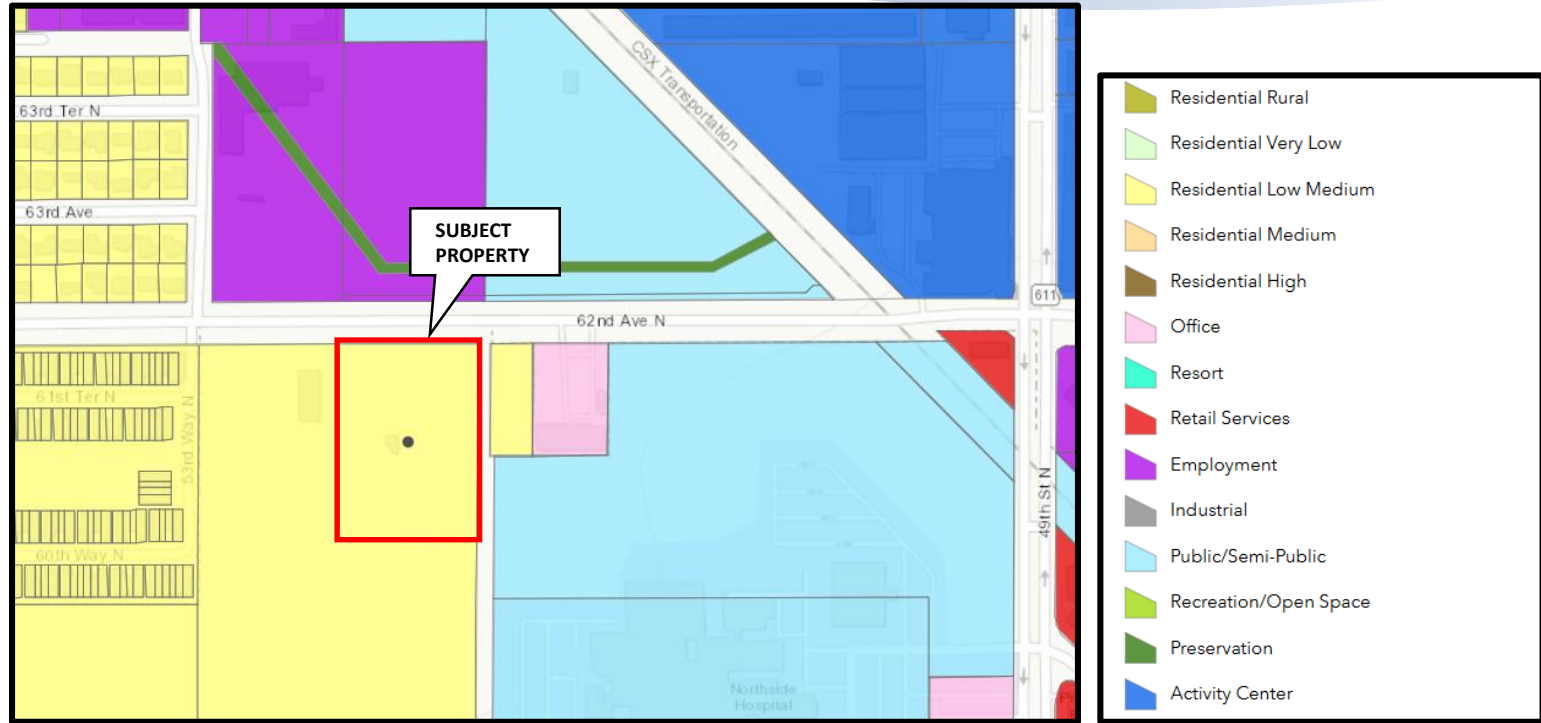 CSX Transportation
63rd Ter N
63rd Ave
SUBJECT
PROPERTY
611
62nd Ave N
61st Ter N
53rd Way N
49th St N
60th Way N
Northside
Hospital
Residential Rural
Residential Very Low
Residential Low Medium
Residential Medium
Residential High
Office
Resort
Retail Services
Employment
Industrial
Public/Semi-Public
Recreation/Open Space
Preservation
Activity Center